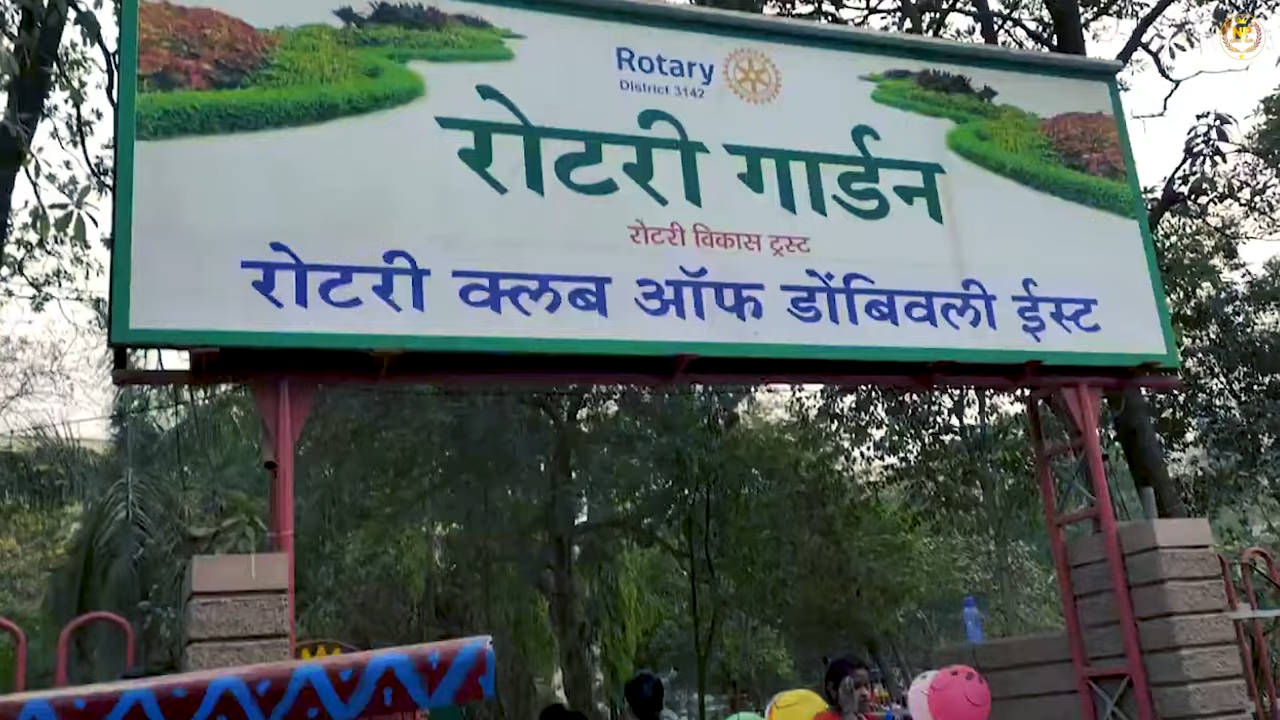 Rotary
District 3142
रोटरी गार्डन
रोटरी विकास ट्रस्ट
रोटरी क्लब ऑफ डोंबिवली ईस्ट